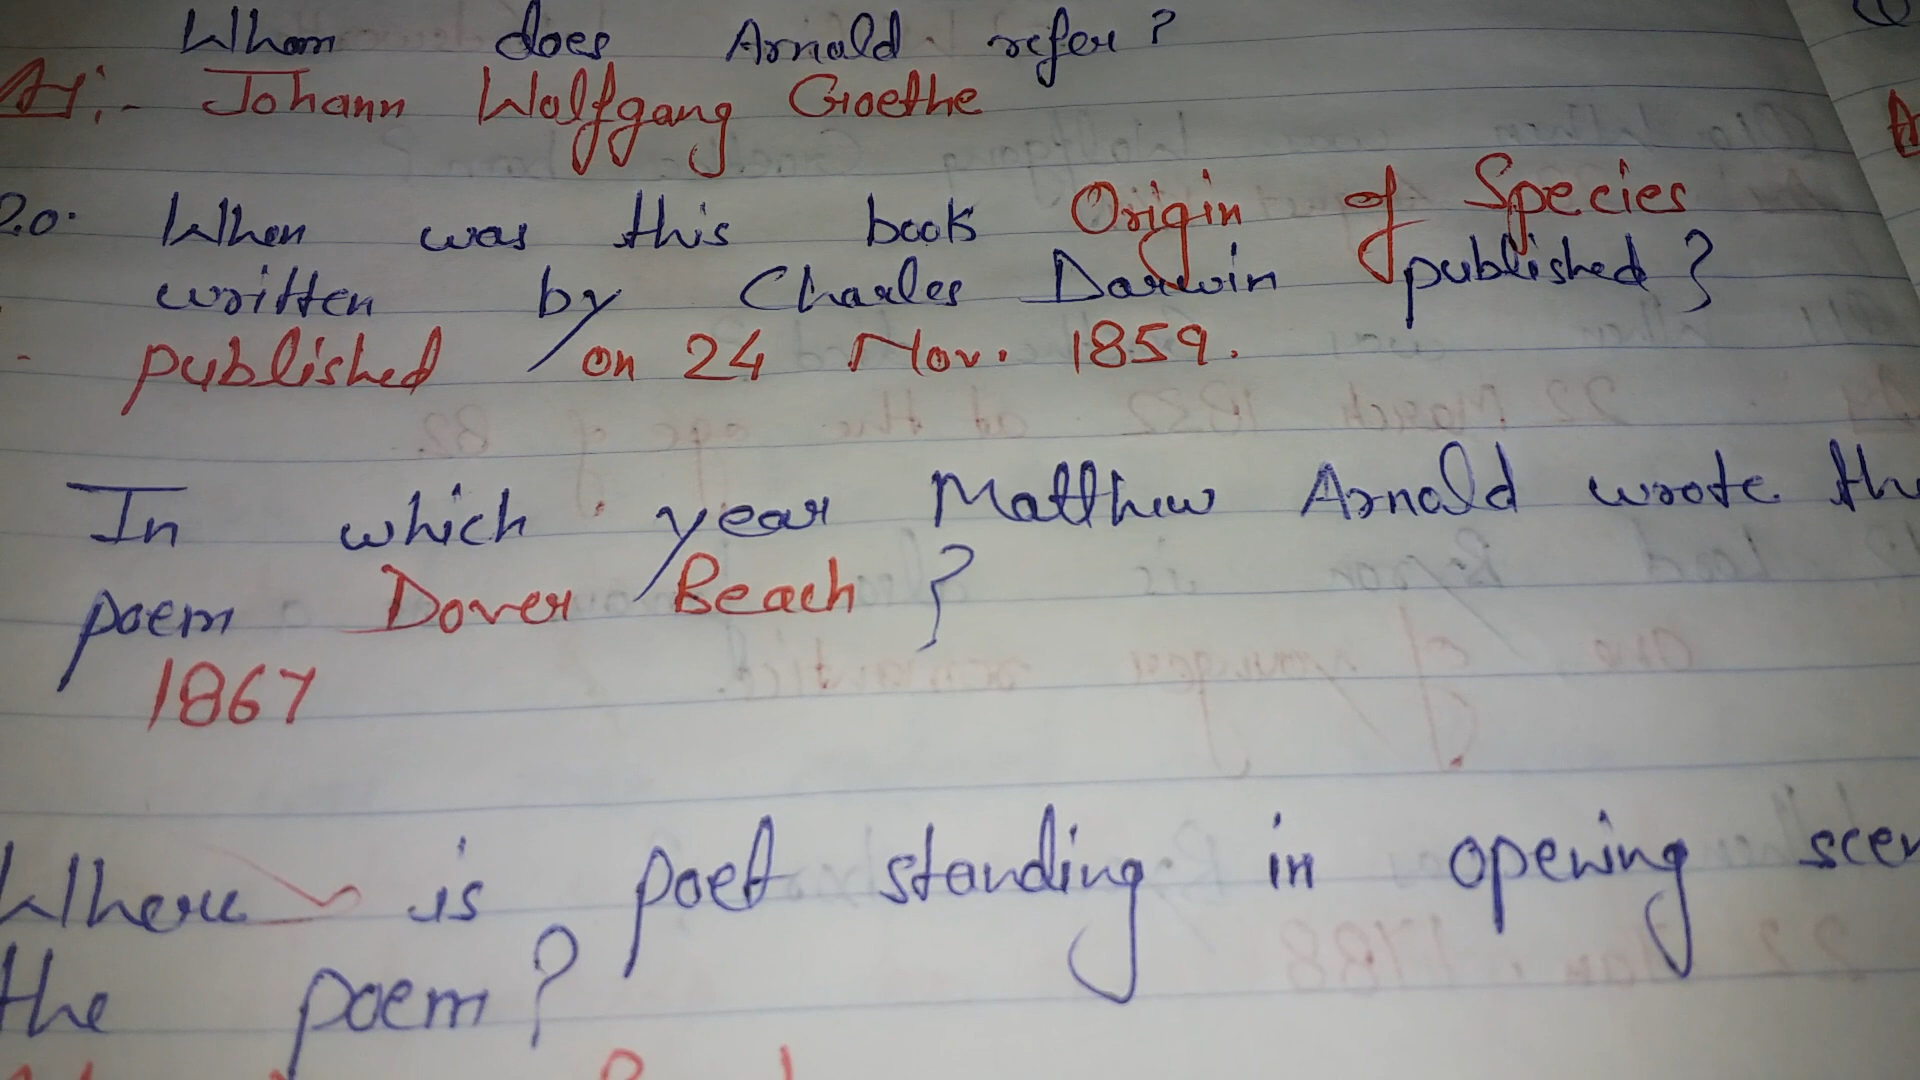 Whom does Arnold refer?
A:- Johann Wolfgang Goethe
20. When was this book Origin of Species
written by Charles Darwin published?
published on 24 Nov. 1859.
In which year Matthew Arnold wrote the
poem Dover Beach?
1867
Where is poet standing in opening scen
the poem?